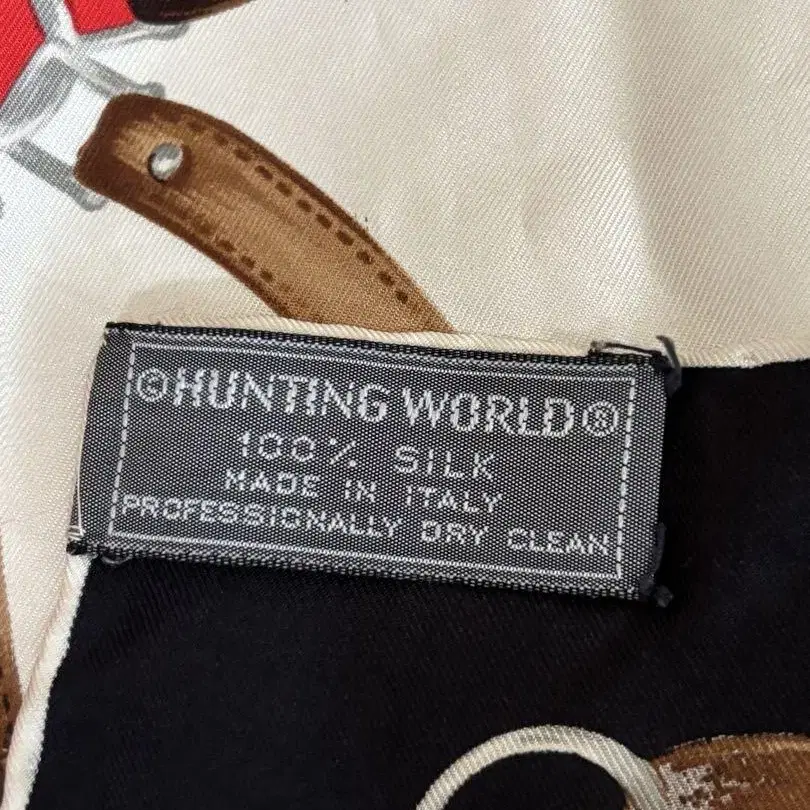 ©HUNTING WORLD®
100% SILK
MADE IN ITALY
PROFESSIONALLY DRY CLEAN